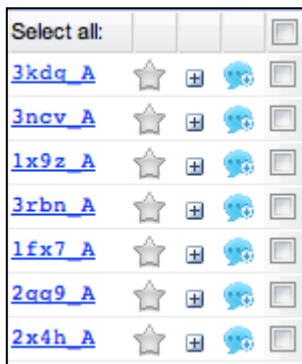 Select all:
3kdq_A
3ncv_A
1x9z_A
3rbn_A
1fx7_A
2qq9_A
2x4h_A